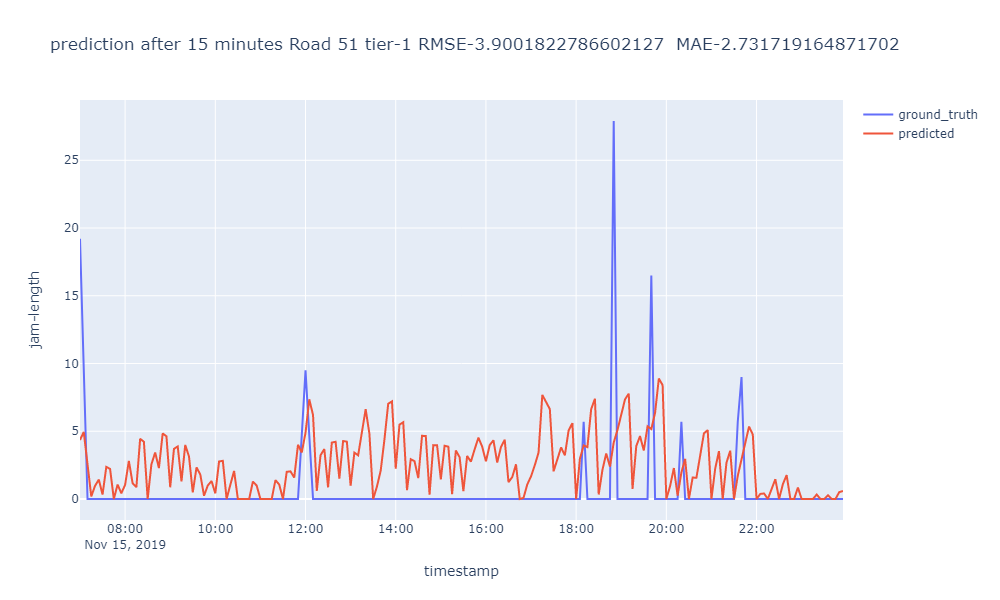 prediction after 15 minutes Road 51 tier-1 RMSE-3.9001822786602127  MAE-2.731719164871702
ground_truth
predicted
25
20
15
10
5
0
jam-length
08:00 10:00 12:00 14:00 16:00 18:00 20:00 22:00
Nov 15, 2019
timestamp